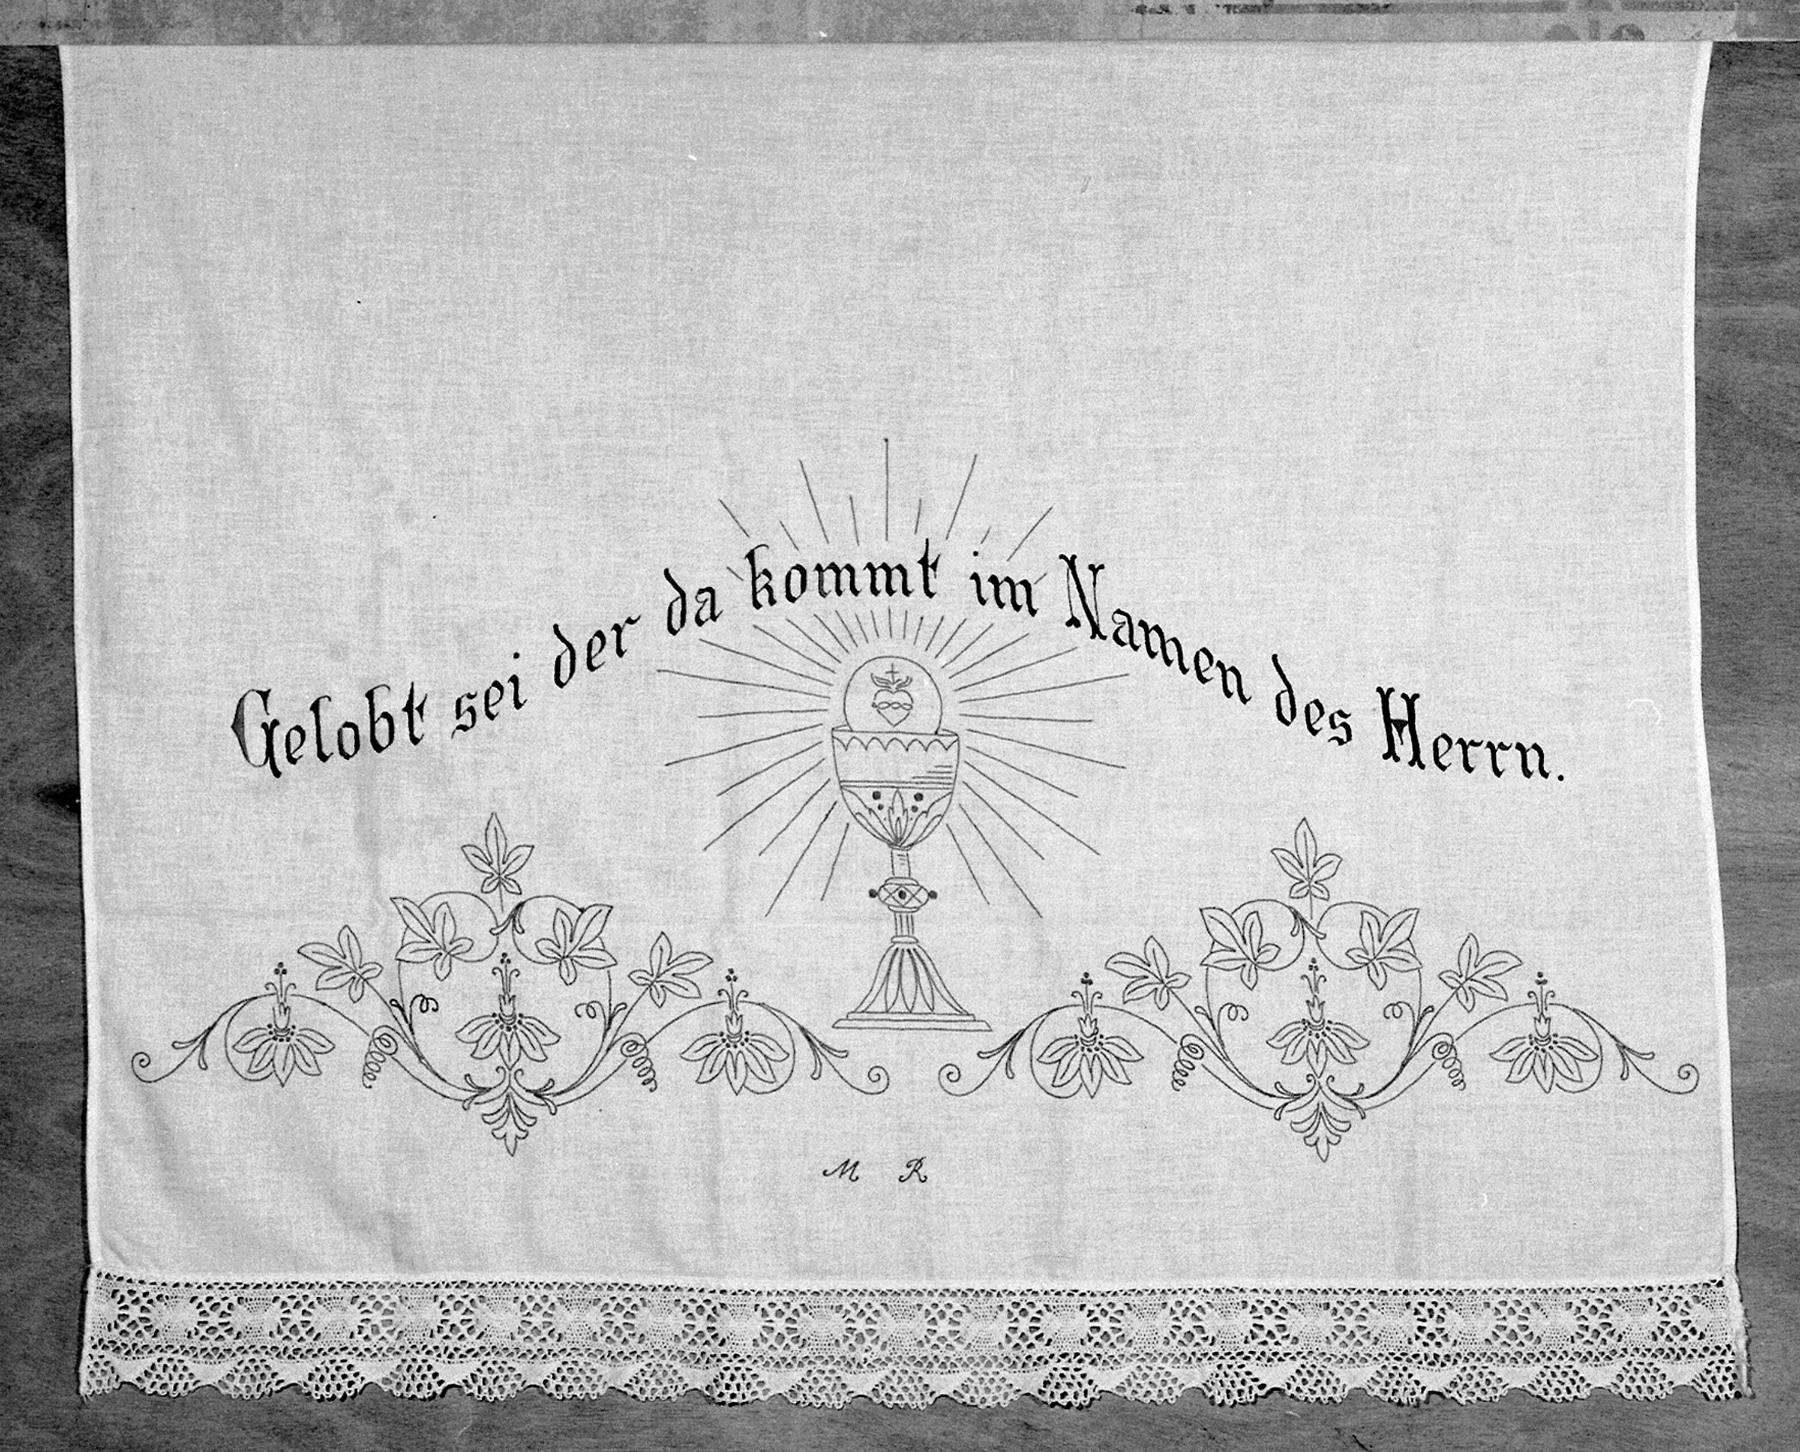 Gelobt sei der da kommt im Namen des Herrn.
M R